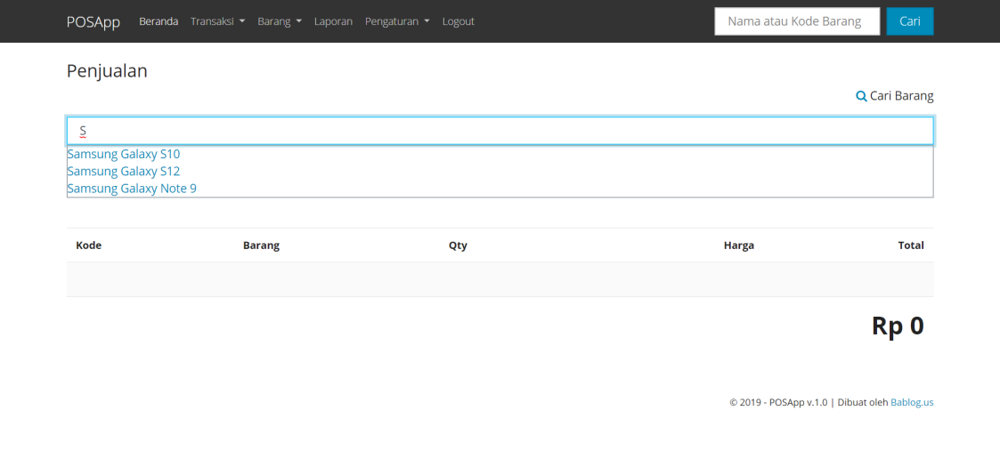 POSApp Beranda Transaksi Barang Laporan Pengaturan Logout Nama atau Kode Barang Cari
Penjualan
Cari Barang
S
Samsung Galaxy S10
Samsung Galaxy S12
Samsung Galaxy Note 9
Kode Barang Qty Harga Total
Rp 0
© 2019 - POSApp v.1.0 | Dibuat oleh Bablog.us